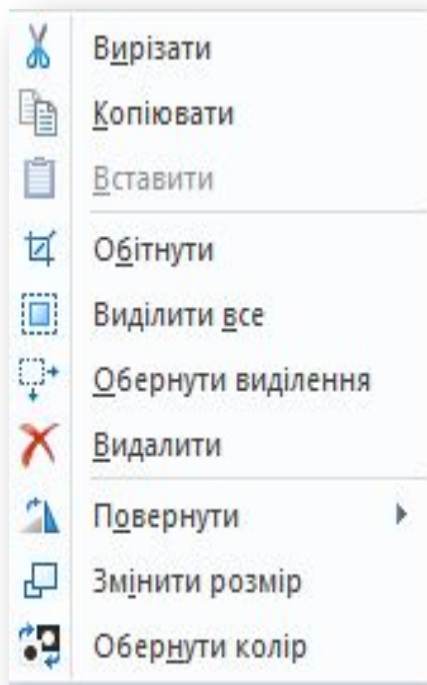 Вирізати
Копіювати
Вставити
Обітнути
Виділити все
Обернути виділення
Видалити
Повернути
Змінити розмір
Обернути колір